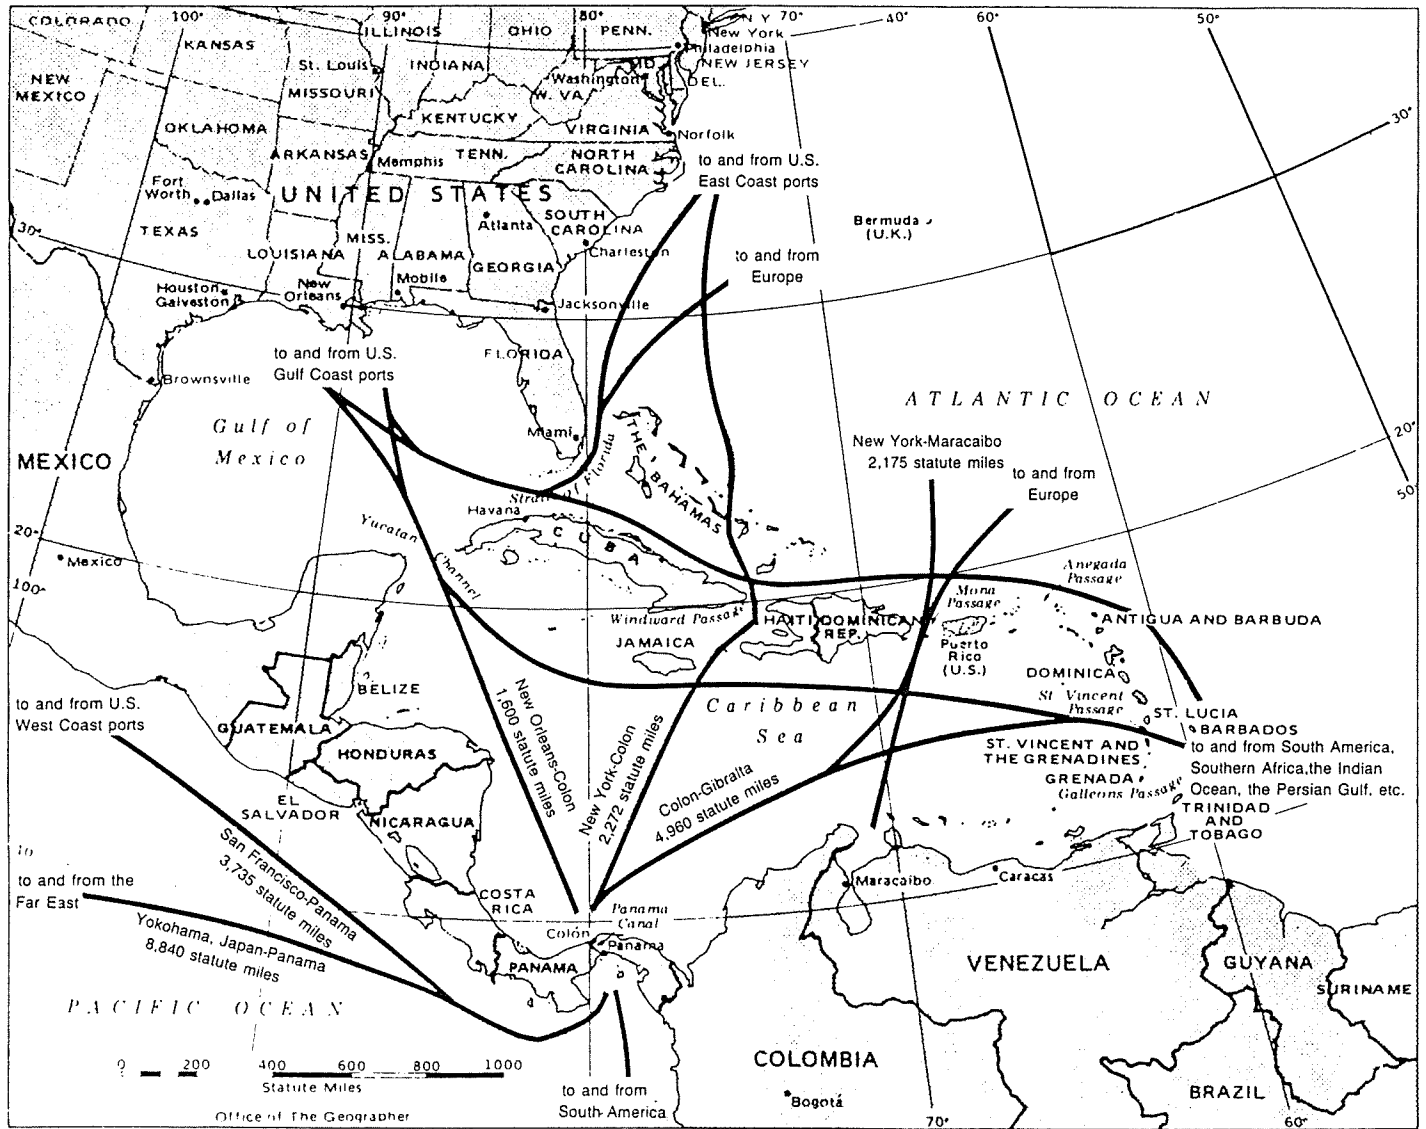 100°
90°
80°
70°
40°
60°
50°
COLORADO
KANSAS
ILLINOIS
OHIO
PENN.
N Y
New York
Philadelphia
St. Louis
INDIANA
MD.
NEW JERSEY
NEW
MEXICO
MISSOURI
Washington
W. VA.
DEL.
30°
KENTUCKY
VIRGINIA
Norfolk
OKLAHOMA
ARKANSAS
Memphis
TENN.
NORTH
CAROLINA
to and from U.S.
East Coast ports
Fort
Worth
Dallas
UNITED STATES
Atlanta
SOUTH
CAROLINA
Bermuda
(U.K.)
30°
TEXAS
MISS.
LOUISIANA
ALABAMA
GEORGIA
Charleston
to and from
Europe
Houston
Galveston
New
Orleans
Mobile
Jacksonville
to and from U.S.
Gulf Coast ports
FLORIDA
Brownsville
Gulf of
Mexico
ATLANTIC OCEAN
Miami
New York-Maracaibo
2,175 statute miles
20°
MEXICO
Strait of Florida
THE BAHAMAS
to and from
Europe
50°
Havana
Yucatan Channel
CUBA
20°
Mexico
100°
Anegada
Passage
Mona
Passage
Windward Passage
HAITI
DOMINICAN
REP.
ANTIGUA AND BARBUDA
JAMAICA
Puerto
Rico
(U.S.)
DOMINICA
BELIZE
St Vincent
Passage
to and from U.S.
West Coast ports
GUATEMALA
New Orleans-Colon
1,600 statute miles
Caribbean
Sea
ST. LUCIA
BARBADOS
HONDURAS
New York-Colon
2,272 statute miles
ST. VINCENT AND
THE GRENADINES
to and from South America,
Southern Africa,the Indian
Ocean, the Persian Gulf. etc.
GRENADA
Galleons Passage
Colon-Gibralta
4,960 statute miles
EL
SALVADOR
NICARAGUA
TRINIDAD
AND
TOBAGO
San Francisco-Panama
3,735 statute miles
to
to and from the
Far East
COSTA
RICA
Maracaibo
Caracas
Panama
Canal
Yokohama, Japan-Panama
8.840 statute miles
Colón
Panama
PANAMA
VENEZUELA
GUYANA
SURINAME
PACIFIC OCEAN
COLOMBIA
0 200 400 600 800 1000
Statute Miles
to and from
South-America
BRAZIL
Bogotá
Office of The Geographer
70°
60°